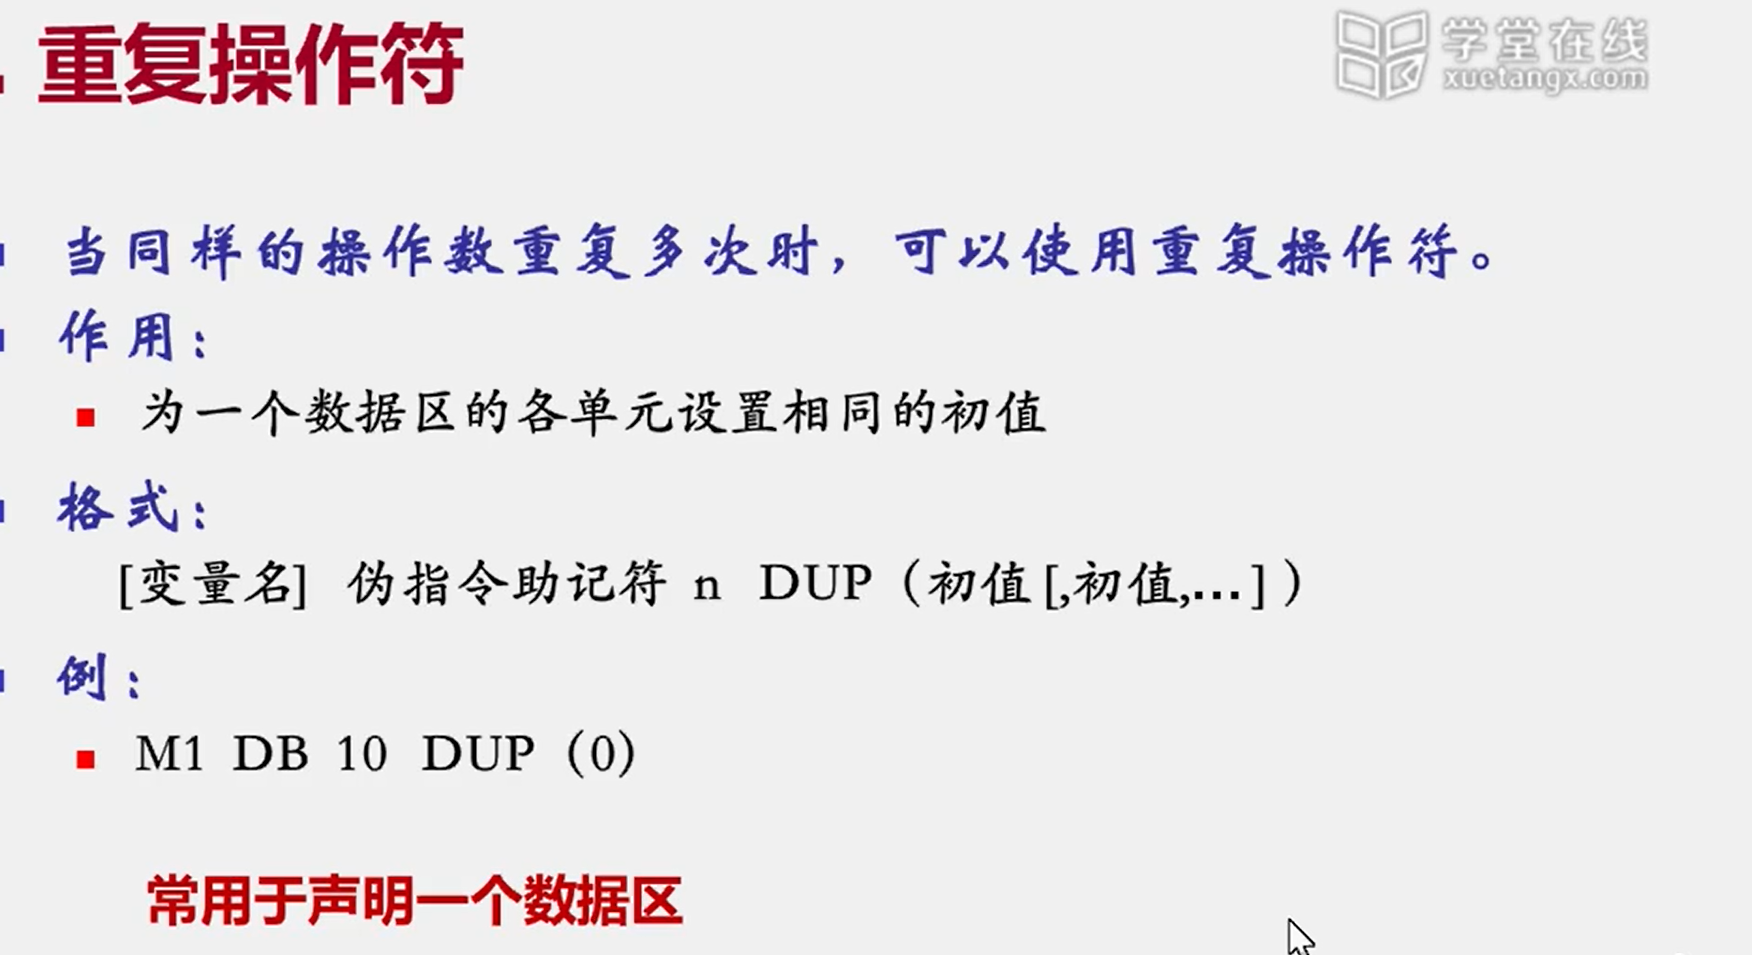 重复操作符
学堂在线
xuetangx.com
当同样的操作数重复多次时，可以使用重复操作符。
作用：
为一个数据区的各单元设置相同的初值
格式：
[变量名] 伪指令助记符 n DUP（初值[,初值,…]）
例：
M1 DB 10 DUP（0）
常用于声明一个数据区